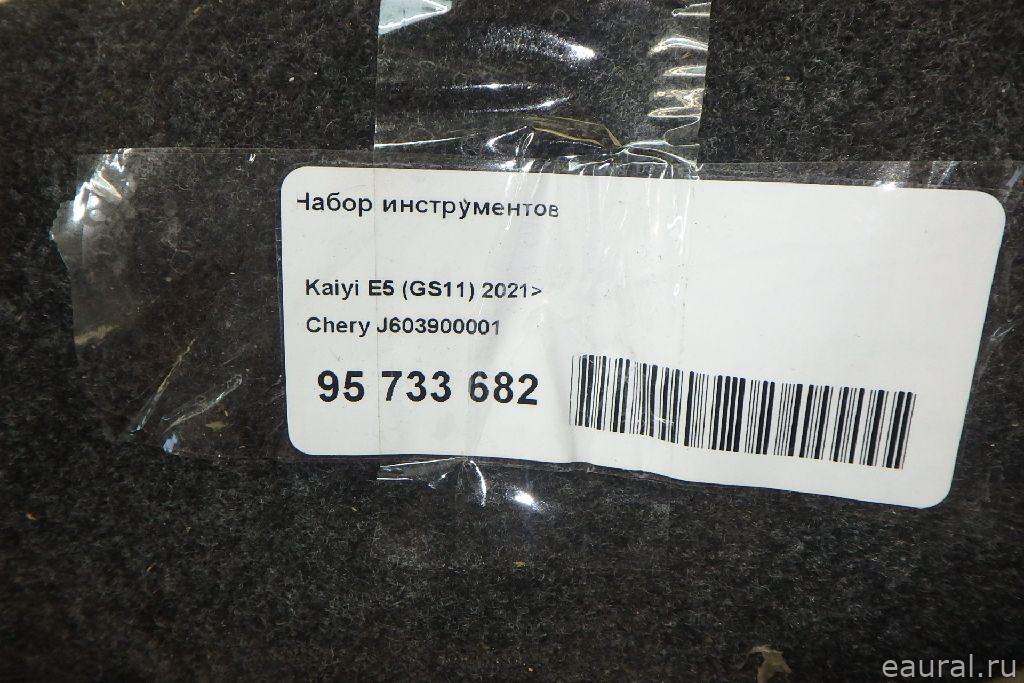 Набор инструментов
Kaiyi E5 (GS11) 2021>
Chery J603900001
95 733 682
eaural.ru